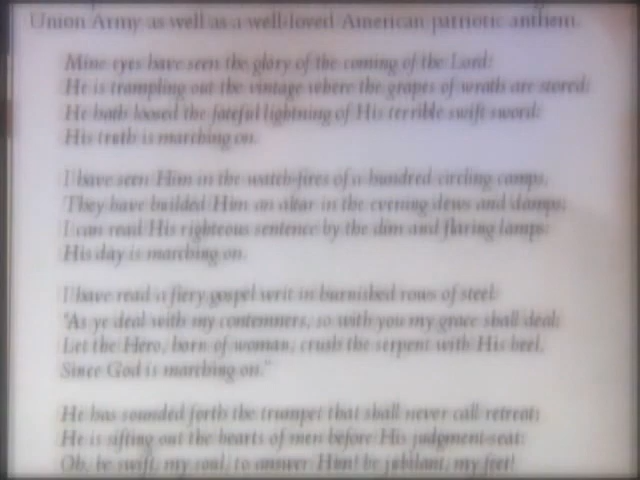 Union Army as well as a well-loved American patriotic anthem.
Mine eyes have seen the glory of the coming of the Lord:
He is trampling out the vintage where the grapes of wrath are stored;
He hath loosed the fateful lightning of His terrible swift sword:
His truth is marching on.
I have seen Him in the watch-fires of a hundred circling camps,
They have builded Him an altar in the evening dews and damps;
I can read His righteous sentence by the dim and flaring lamps:
His day is marching on.
I have read a fiery gospel writ in burnished rows of steel:
"As ye deal with my contemners, so with you my grace shall deal;
Let the Hero, born of woman, crush the serpent with His heel,
Since God is marching on."
He has sounded forth the trumpet that shall never call retreat;
He is sifting out the hearts of men before His judgment-seat:
Oh, be swift, my soul, to answer Him! be jubilant, my feet!